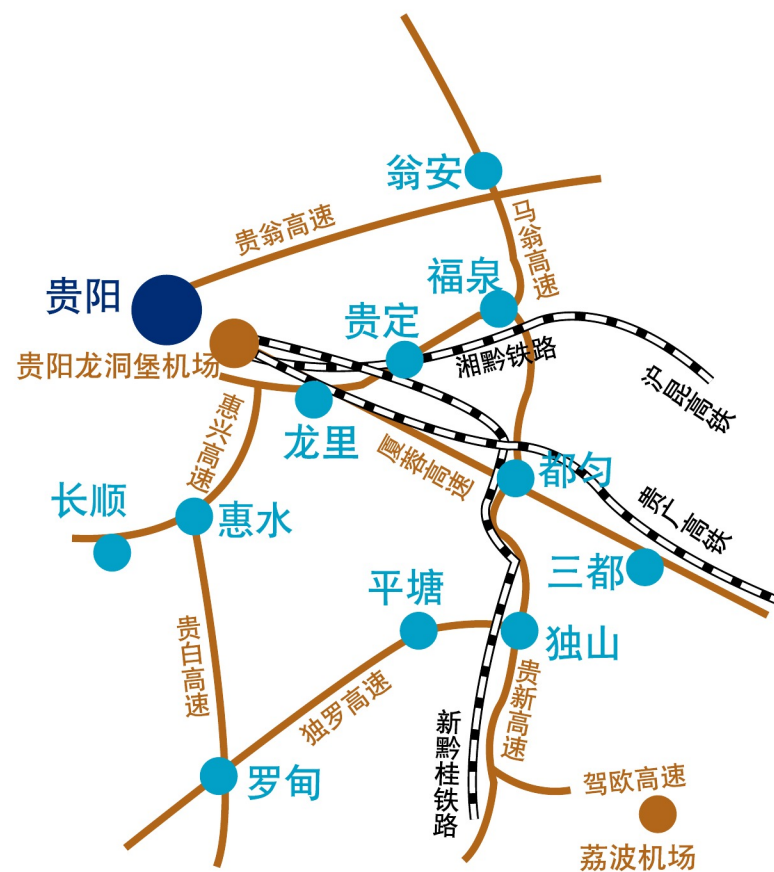 瓮安
贵瓮高速
马瓮高速
福泉
贵阳
贵定
贵阳龙洞堡机场
湘黔铁路
沪昆高铁
惠兴高速
龙里
厦蓉高速
都匀
长顺
惠水
贵广高铁
三都
平塘
独山
贵白高速
独罗高速
贵新高速
新黔桂铁路
罗甸
驾欧高速
荔波机场